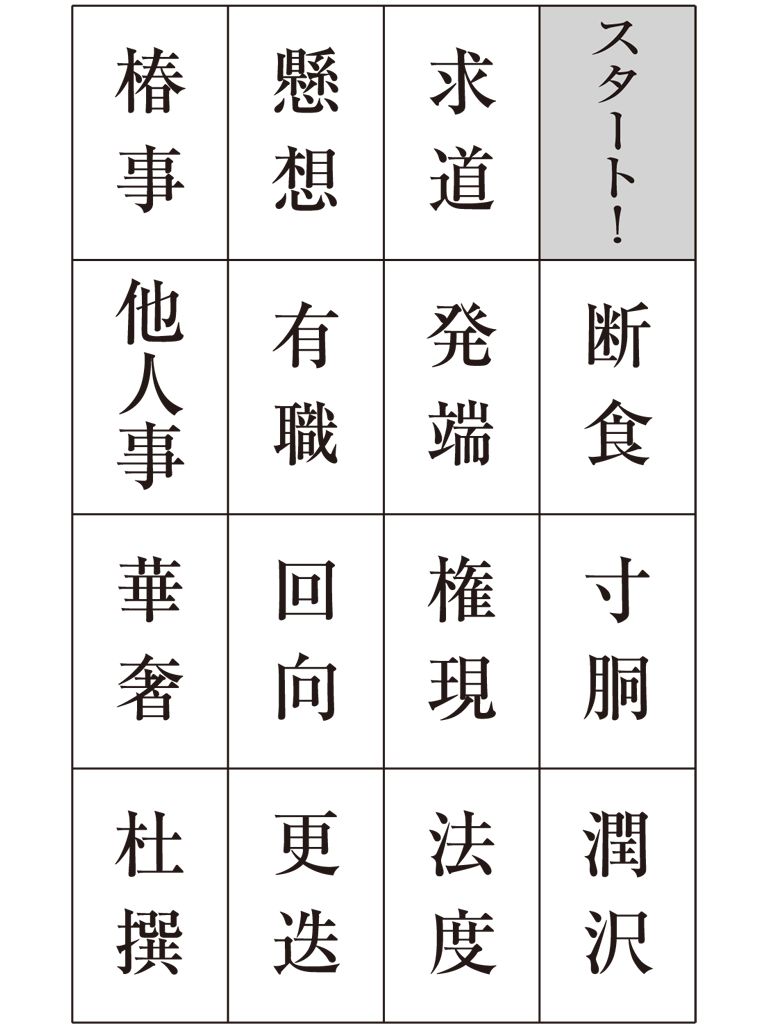 スタート！
断食
寸胴
潤沢
求道
発端
権現
法度
懸想
有職
回向
更迭
椿事
他人事
華奢
杜撰